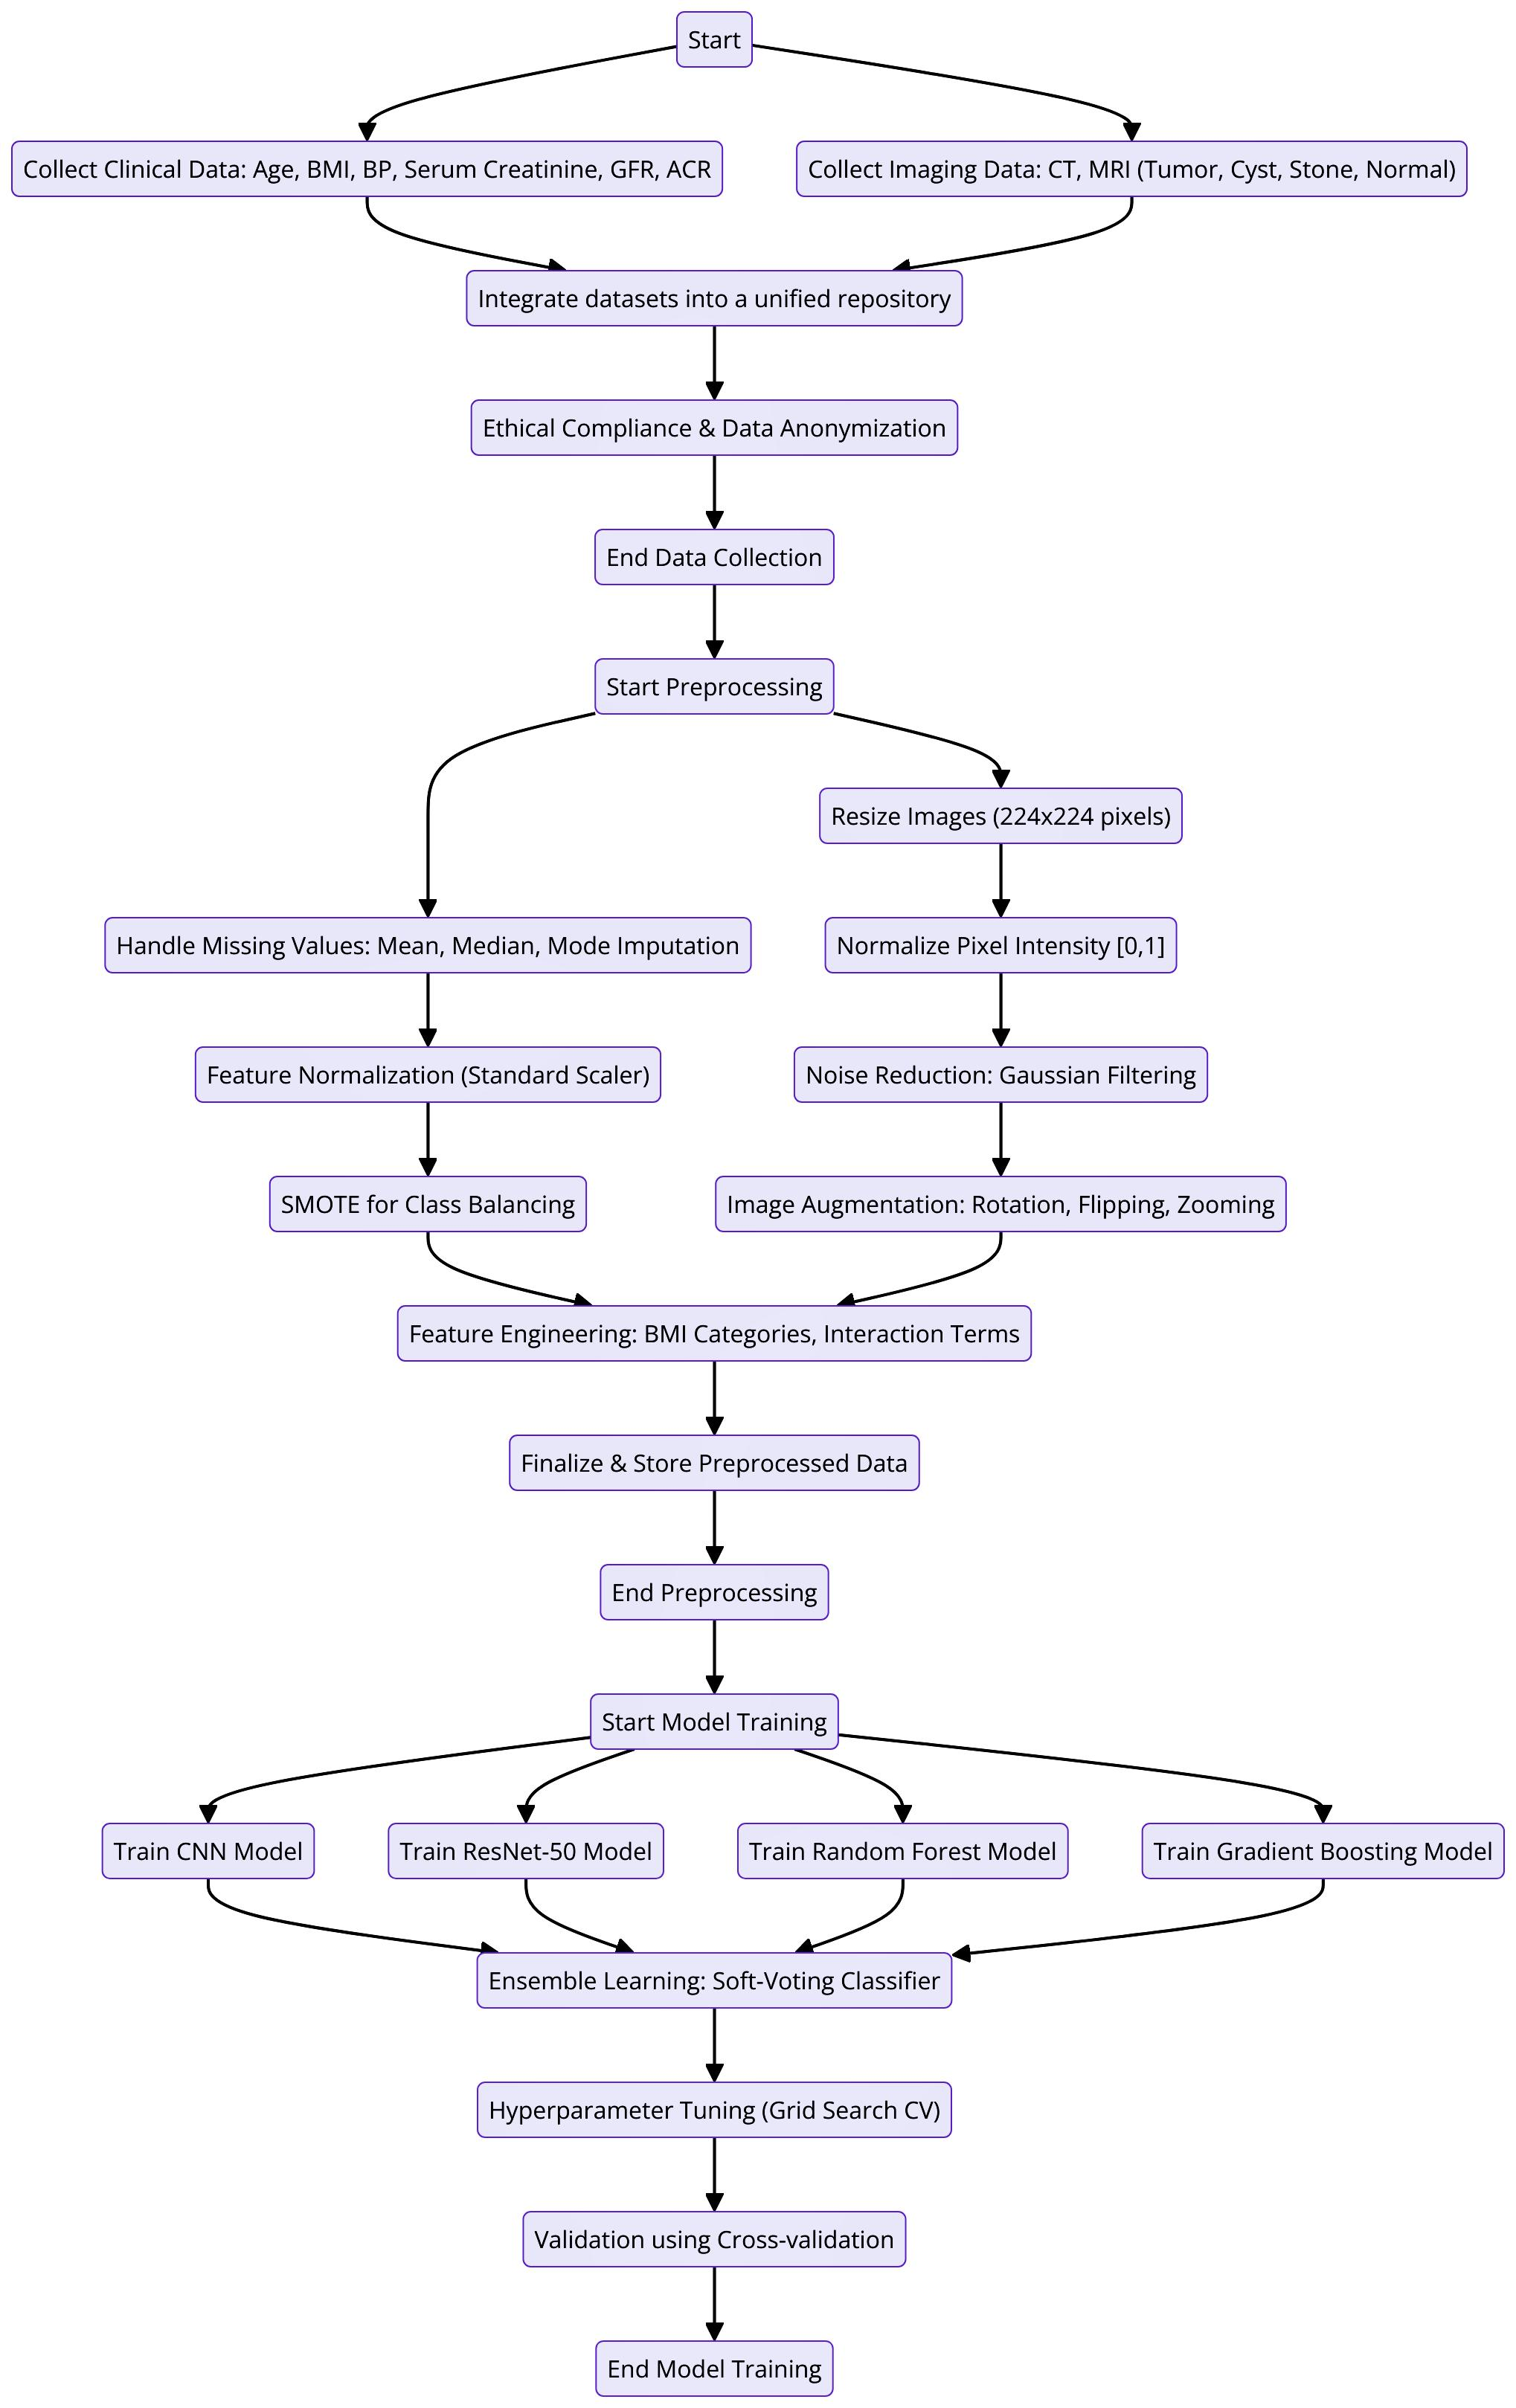 Start
Collect Clinical Data: Age, BMI, BP, Serum Creatinine, GFR, ACR
Collect Imaging Data: CT, MRI (Tumor, Cyst, Stone, Normal)
Integrate datasets into a unified repository
Ethical Compliance & Data Anonymization
End Data Collection
Start Preprocessing
Resize Images (224x224 pixels)
Handle Missing Values: Mean, Median, Mode Imputation
Normalize Pixel Intensity [0,1]
Feature Normalization (Standard Scaler)
Noise Reduction: Gaussian Filtering
SMOTE for Class Balancing
Image Augmentation: Rotation, Flipping, Zooming
Feature Engineering: BMI Categories, Interaction Terms
Finalize & Store Preprocessed Data
End Preprocessing
Start Model Training
Train CNN Model
Train ResNet-50 Model
Train Random Forest Model
Train Gradient Boosting Model
Ensemble Learning: Soft-Voting Classifier
Hyperparameter Tuning (Grid Search CV)
Validation using Cross-validation
End Model Training